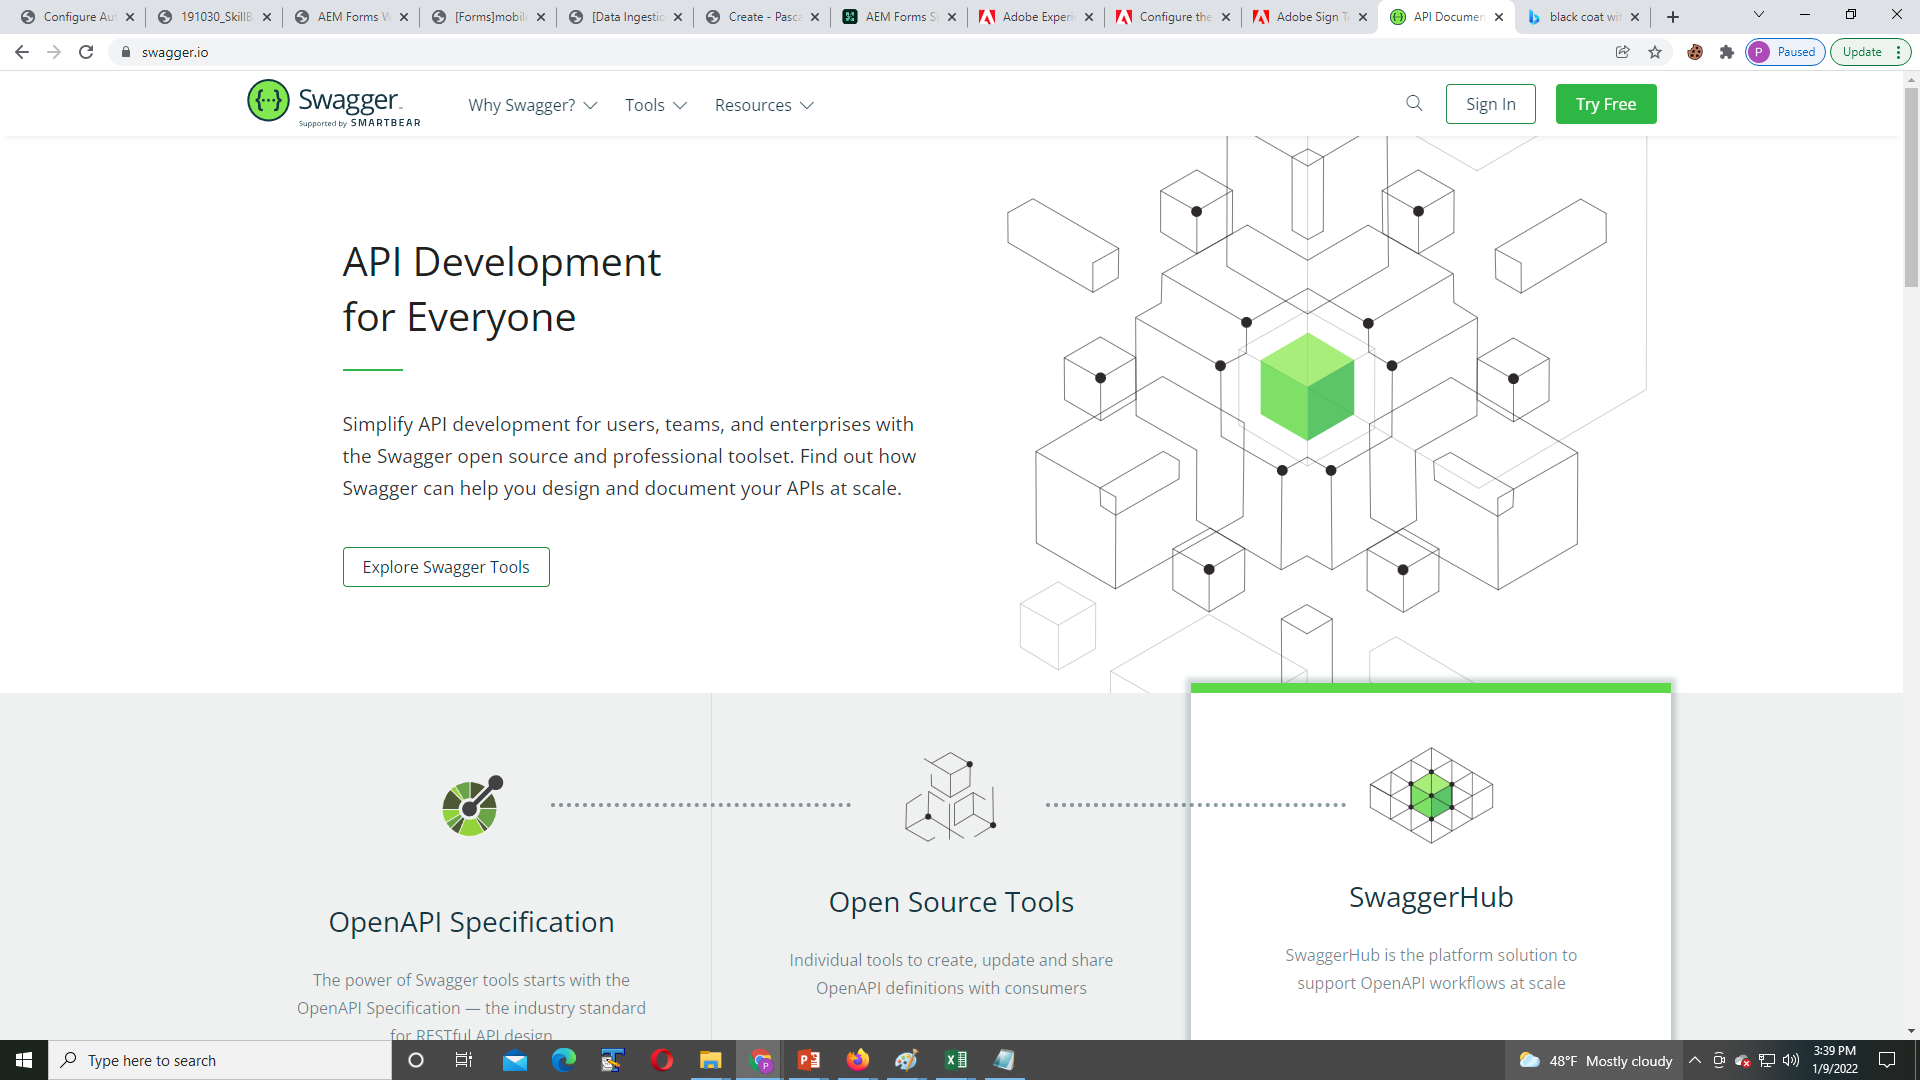 Configure Aut
191030_SkillB
AEM Forms W
[Forms]mobil
[Data Ingestic
Create - Pasca
AEM Forms S
Adobe Experi
Configure the
Adobe Sign T
API Documen
black coat wit
swagger.io
P Paused
Update
Swagger
Supported by SMARTBEAR
Why Swagger?
Tools
Resources
Sign In
Try Free
API Development
for Everyone
Simplify API development for users, teams, and enterprises with
the Swagger open source and professional toolset. Find out how
Swagger can help you design and document your APIs at scale.
Explore Swagger Tools
OpenAPI Specification
The power of Swagger tools starts with the
OpenAPI Specification — the industry standard
for RESTful API design
Open Source Tools
Individual tools to create, update and share
OpenAPI definitions with consumers
SwaggerHub
SwaggerHub is the platform solution to
support OpenAPI workflows at scale
Type here to search
48°F Mostly cloudy
3:39 PM
1/9/2022